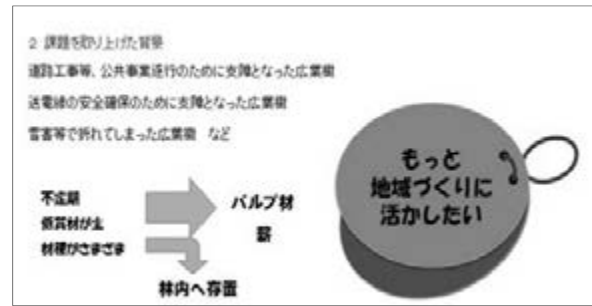 2 課題を取り上げた背景
道路工事等、公共事業遂行のために支障となった広葉樹
送電線の安全確保のために支障となった広葉樹
雪害等で折れてしまった広葉樹 など
不定期
低質材が主
材種がさまざま
パルプ材
薪
林内へ存置
もっと
地域づくりに
活かしたい